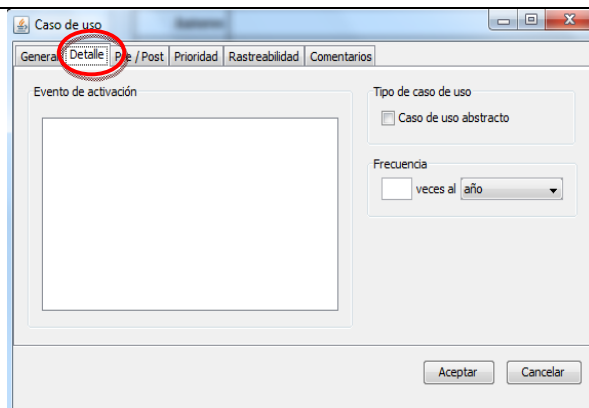 Caso de uso
General Detalle Pre / Post Prioridad Rastreabilidad Comentarios
Evento de activación
Tipo de caso de uso
Caso de uso abstracto
Frecuencia
veces al año
Aceptar Cancelar